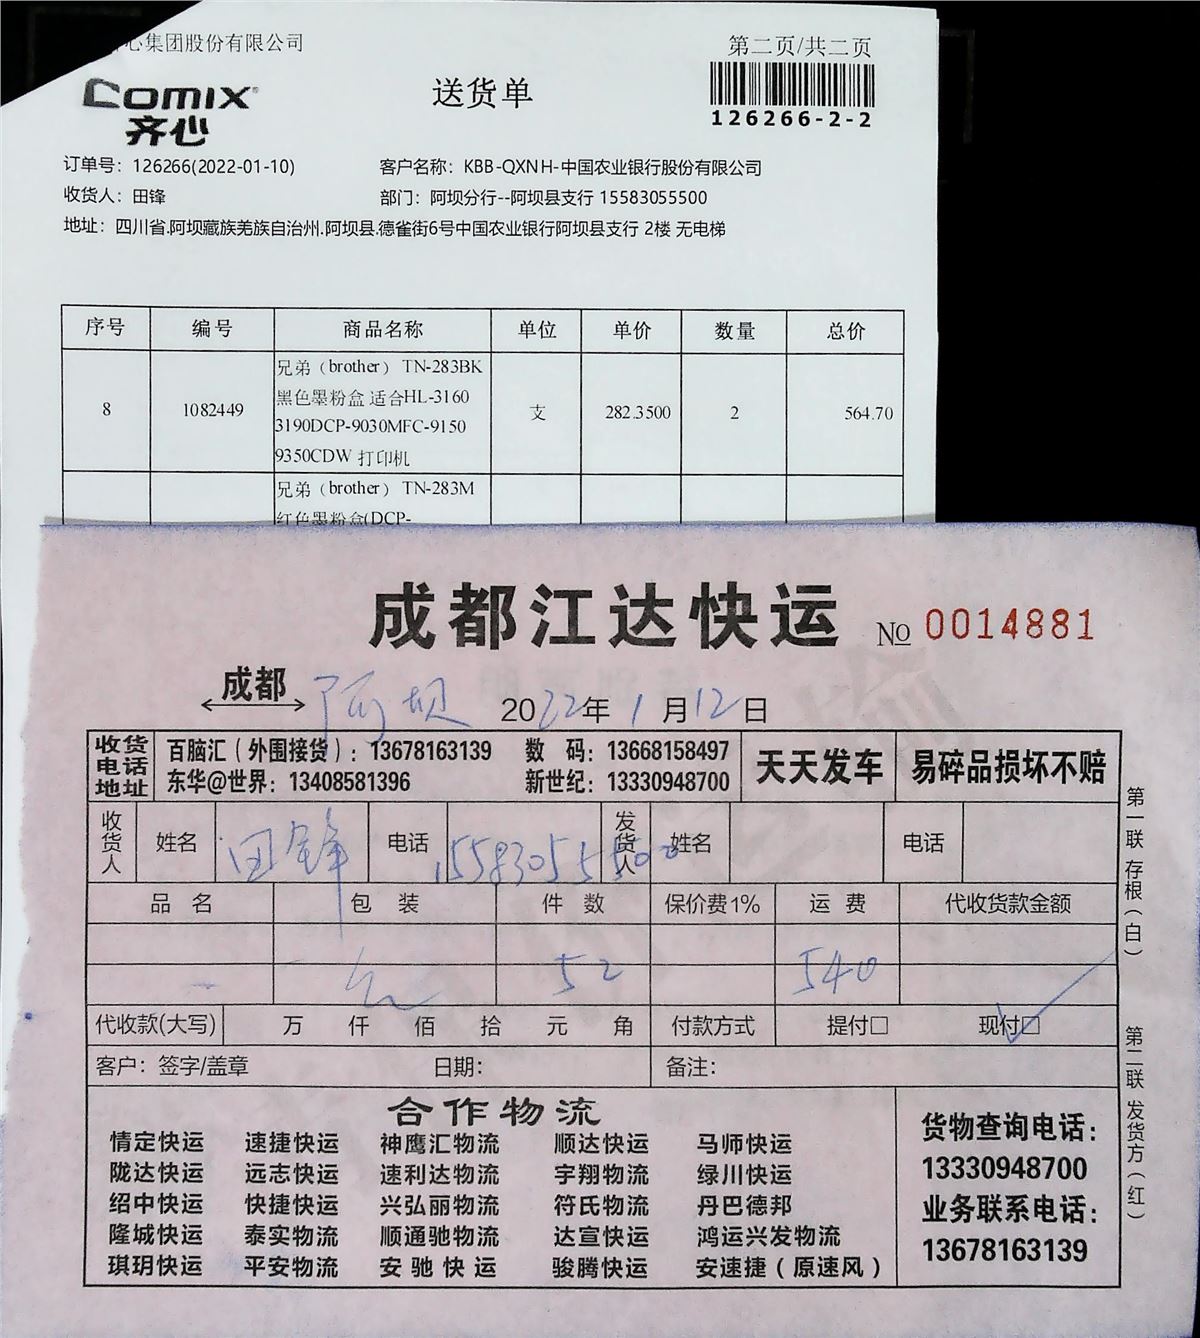 心集团股份有限公司
第二页/共二页
COMIX
齐心
送货单
126266-2-2
订单号：126266(2022-01-10)
客户名称：KBB-QXNH-中国农业银行股份有限公司
收货人：田锋
部门：阿坝分行--阿坝县支行 15583055500
地址：四川省.阿坝藏族羌族自治州.阿坝县.德雀街6号中国农业银行阿坝县支行 2楼 无电梯
序号 编号 商品名称 单位 单价 数量 总价
兄弟（brother） TN-283BK
黑色墨粉盒 适合HL-3160
8 1082449 3190DCP-9030MFC-9150 支 282.3500 2 564.70
9350CDW 打印机
兄弟（brother） TN-283M
红色墨粉盒(DCP-
成都江达快运 No 0014881
成都 阿坝 2022年1月12日
收货电话地址 百脑汇（外围接货）：13678163139 数 码：13668158497
东华@世界：13408581396 新世纪：13330948700
天天发车 易碎品损坏不赔
收货人 姓名 田锋 电话 15583055500 发货人 姓名 电话
品 名 包 装 件 数 保价费1% 运 费 代收货款金额
52 540
代收款(大写) 万 仟 佰 拾 元 角 付款方式 提付□ 现付□
客户：签字/盖章 日期： 备注：
合作物流
情定快运 速捷快运 神鹰汇物流 顺达快运 马师快运
陇达快运 远志快运 速利达物流 宇翔物流 绿川快运
绍中快运 快捷快运 兴弘丽物流 符氏物流 丹巴德邦
隆城快运 泰实物流 顺通驰物流 达宣快运 鸿运兴发物流
琪玥快运 平安物流 安驰快运 骏腾快运 安速捷（原速风）
货物查询电话：
13330948700
业务联系电话：
13678163139
第一联 存根（白）
第二联 发货方（红）